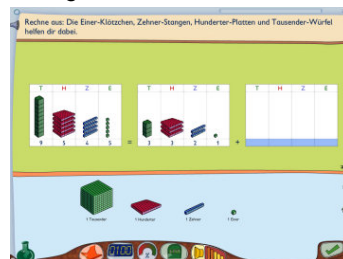 Rechne aus: Die Einer-Klötzchen, Zehner-Stangen, Hunderter-Platten und Tausender-Würfel
helfen dir dabei.
T H Z E T H Z E T H Z E
9 5 4 5 = 3 3 2 1 +
1 Tausender 1 Hunderter 1 Zehner 1 Einer